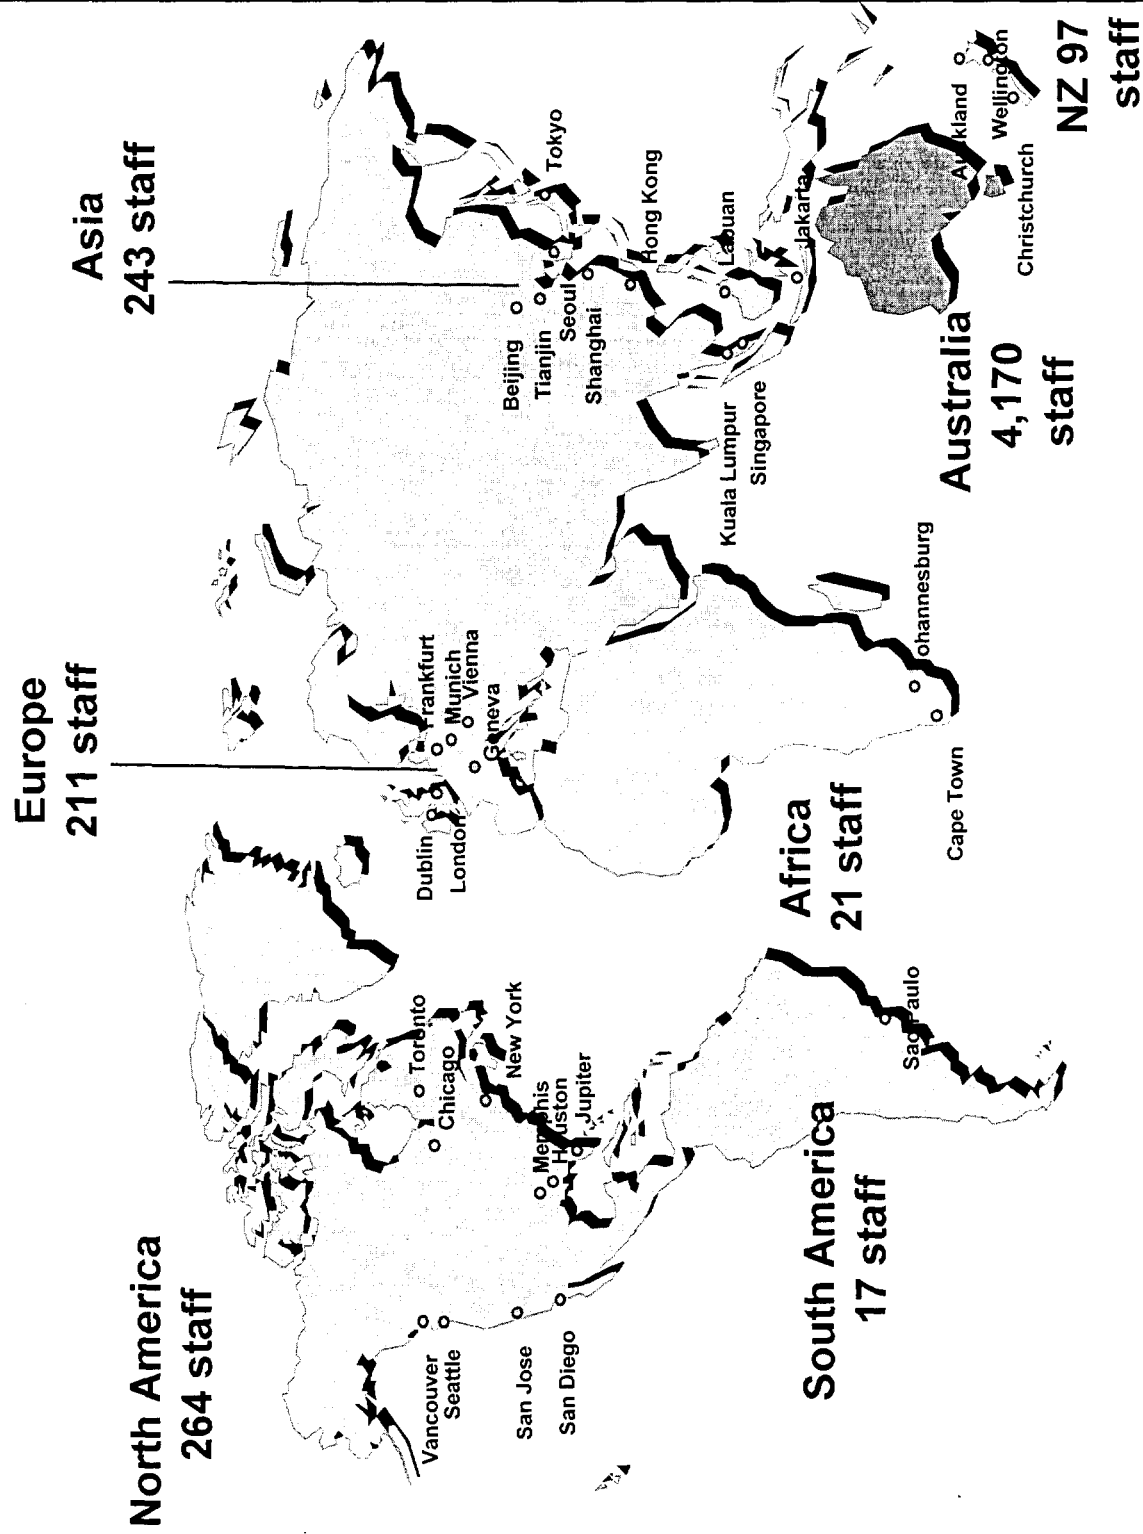 North America
264 staff
Europe
211 staff
Asia
243 staff
Vancouver
Seattle
San Jose
San Diego
Toronto
Chicago
New York
Memphis
Houston
Jupiter
Dublin
London
Frankfurt
Munich
Vienna
Geneva
Beijing
Tianjin
Seoul
Shanghai
Tokyo
Hong Kong
Labuan
Jakarta
Kuala Lumpur
Singapore
South America
17 staff
Sao Paulo
Africa
21 staff
ohannesburg
Cape Town
Australia
4,170
staff
Auckland
Wellington
Christchurch
NZ 97
staff